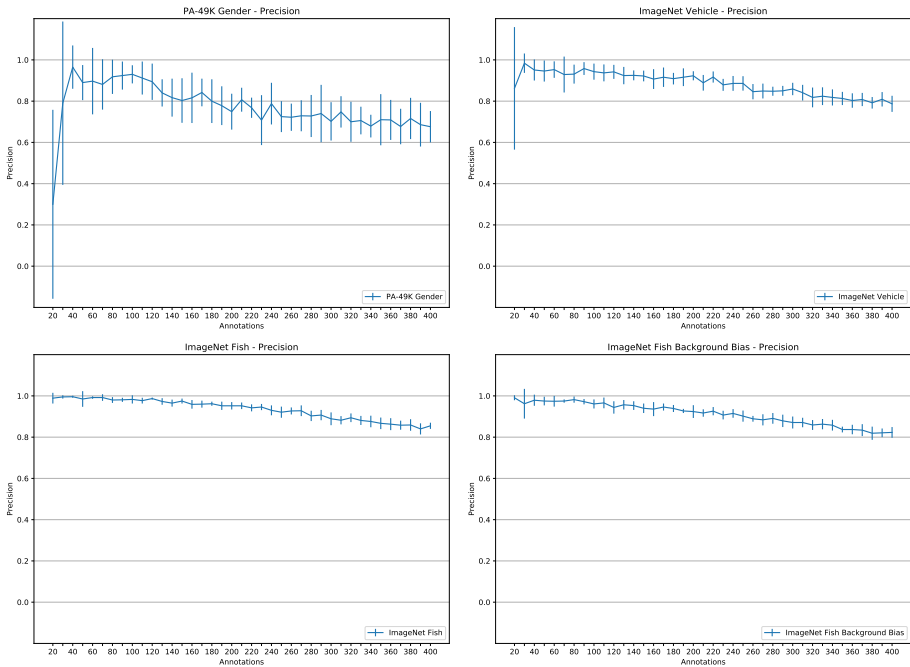 PA-49K Gender - Precision
Precision
1.0
0.8
0.6
0.4
0.2
0.0
20 40 60 80 100 120 140 160 180 200 220 240 260 280 300 320 340 360 380 400
Annotations
PA-49K Gender
ImageNet Vehicle - Precision
Precision
1.0
0.8
0.6
0.4
0.2
0.0
20 40 60 80 100 120 140 160 180 200 220 240 260 280 300 320 340 360 380 400
Annotations
ImageNet Vehicle
ImageNet Fish - Precision
Precision
1.0
0.8
0.6
0.4
0.2
0.0
20 40 60 80 100 120 140 160 180 200 220 240 260 280 300 320 340 360 380 400
Annotations
ImageNet Fish
ImageNet Fish Background Bias - Precision
Precision
1.0
0.8
0.6
0.4
0.2
0.0
20 40 60 80 100 120 140 160 180 200 220 240 260 280 300 320 340 360 380 400
Annotations
ImageNet Fish Background Bias